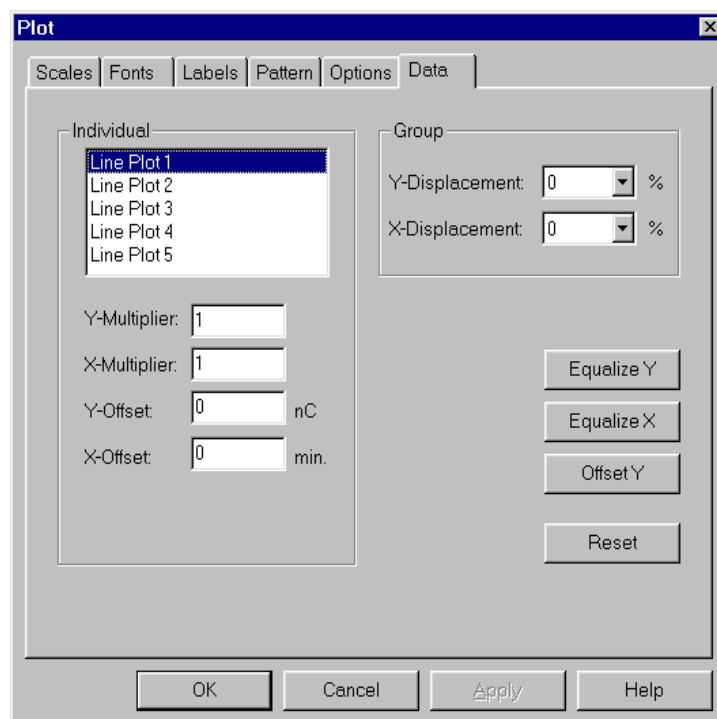 Plot
Scales Fonts Labels Pattern Options Data
Individual
Line Plot 1
Line Plot 2
Line Plot 3
Line Plot 4
Line Plot 5
Y-Multiplier: 1
X-Multiplier: 1
Y-Offset: 0 nC
X-Offset: 0 min.
Group
Y-Displacement: 0 %
X-Displacement: 0 %
Equalize Y
Equalize X
Offset Y
Reset
OK Cancel Apply Help